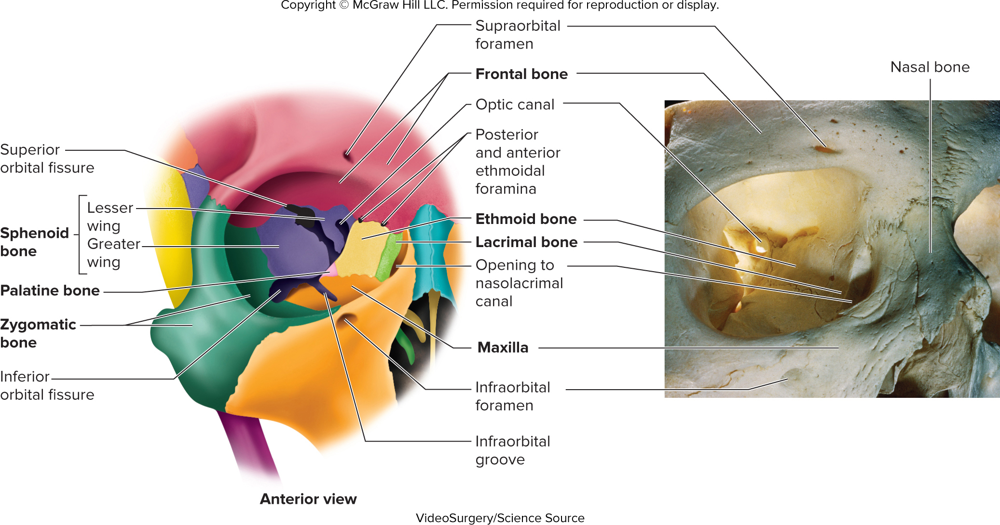 Copyright © McGraw Hill LLC. Permission required for reproduction or display.
Supraorbital
foramen
Frontal bone
Optic canal
Posterior
and anterior
ethmoidal
foramina
Ethmoid bone
Lacrimal bone
Opening to
nasolacrimal
canal
Maxilla
Infraorbital
foramen
Infraorbital
groove
Nasal bone
Superior
orbital fissure
Sphenoid
bone
Lesser
wing
Greater
wing
Palatine bone
Zygomatic
bone
Inferior
orbital fissure
Anterior view
VideoSurgery/Science Source